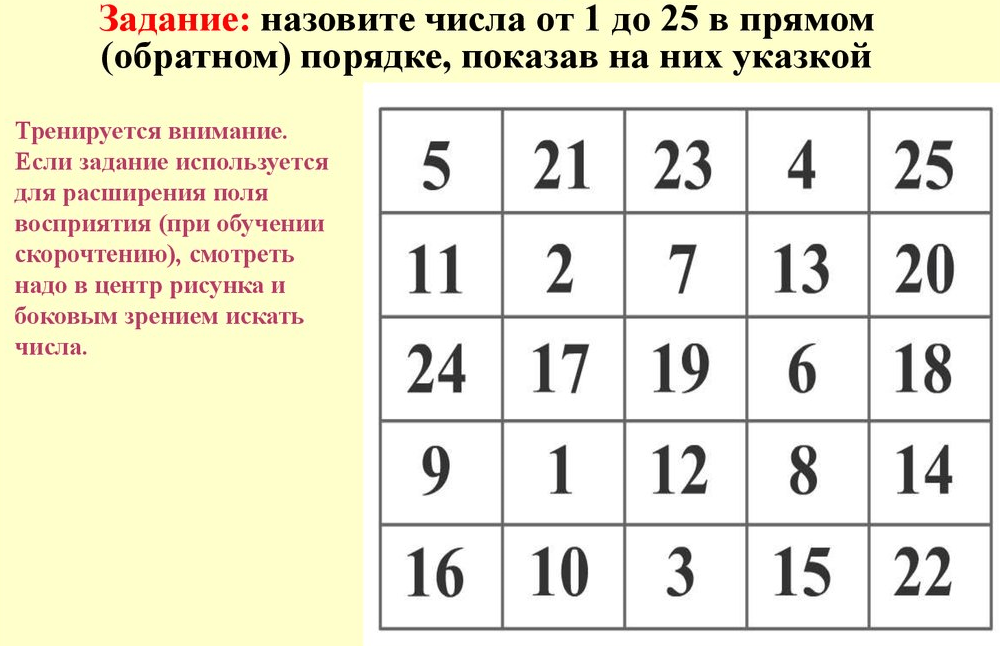 Задание: назовите числа от 1 до 25 в прямом
(обратном) порядке, показав на них указкой
Тренируется внимание.
Если задание используется
для расширения поля
восприятия (при обучении
скорочтению), смотреть
надо в центр рисунка и
боковым зрением искать
числа.
5 21 23 4 25
11 2 7 13 20
24 17 19 6 18
9 1 12 8 14
16 10 3 15 22